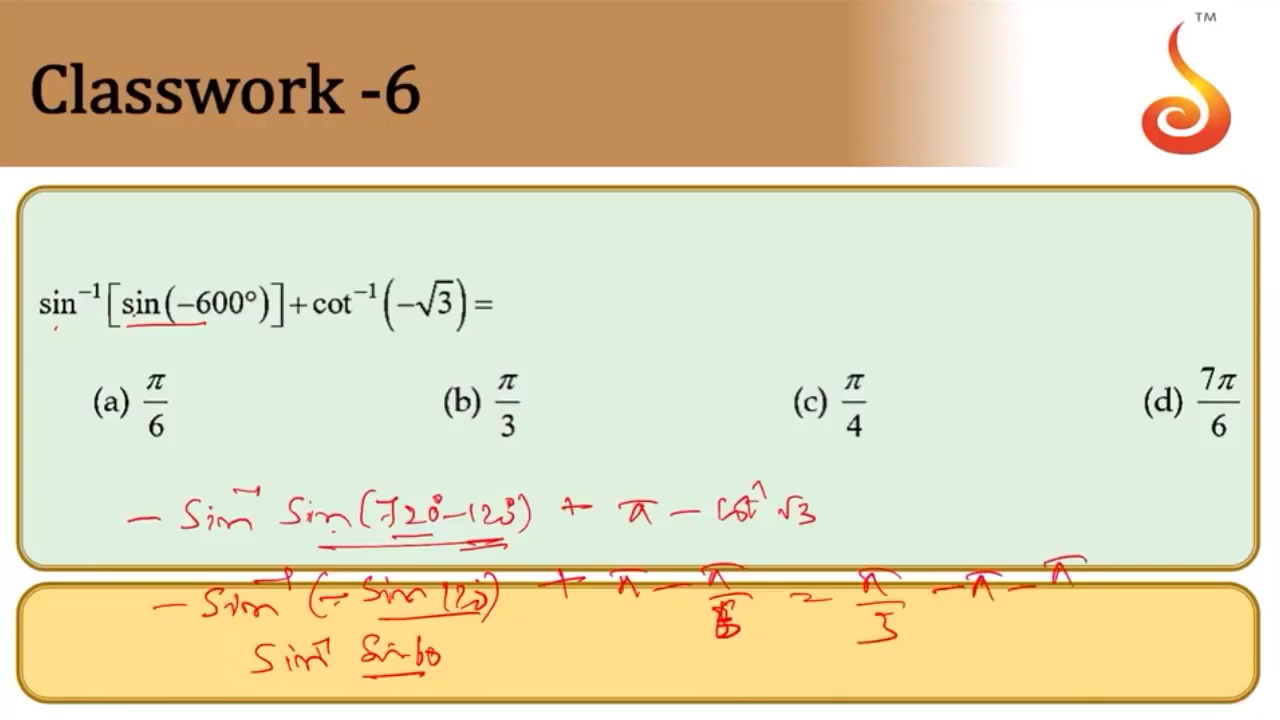 TM
Classwork -6
sin⁻¹[sin(−600°)]+cot⁻¹(−√3)=
(a) π/6 (b) π/3 (c) π/4 (d) 7π/6
− Sin⁻¹ Sin(720°−120°) + π − cot⁻¹ √3
− Sin⁻¹(− Sin 120°) + π − π/6 = π/3 − π − π
Sin⁻¹ Sin 60